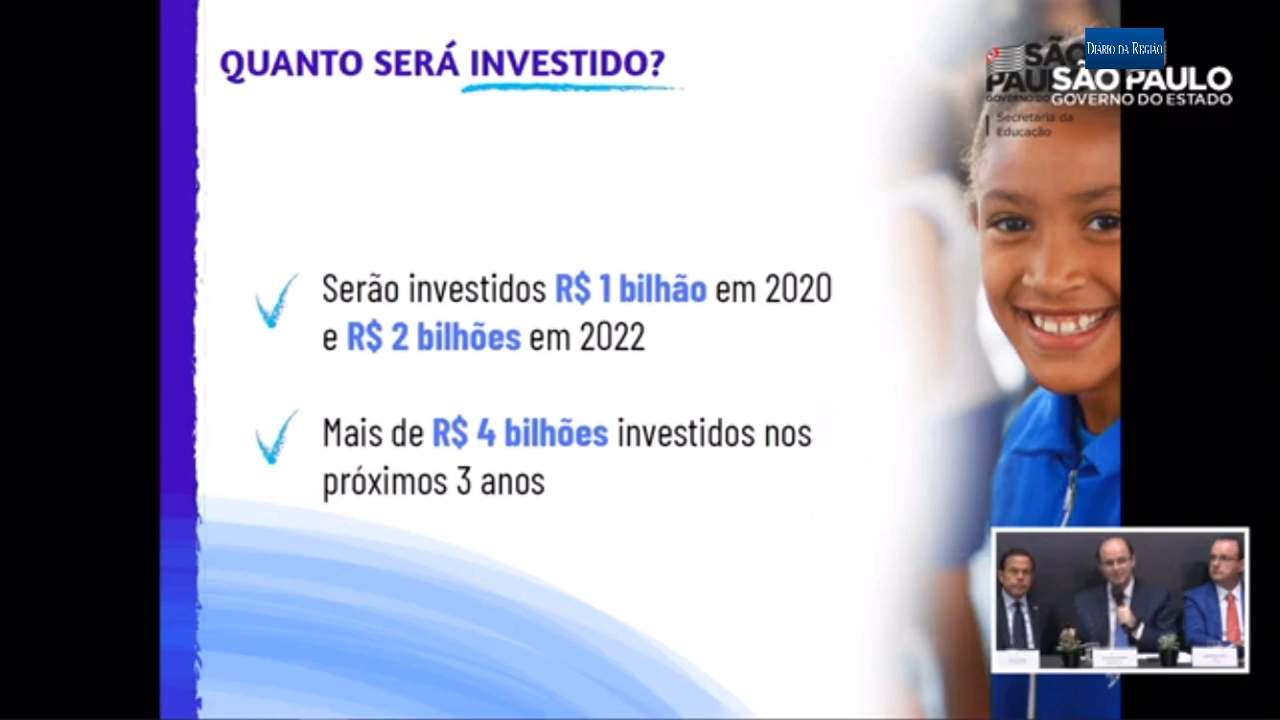 QUANTO SERÁ INVESTIDO?
Serão investidos R$ 1 bilhão em 2020
e R$ 2 bilhões em 2022
Mais de R$ 4 bilhões investidos nos
próximos 3 anos
DIÁRIO DA REGIÃO
SÃO PAULO
GOVERNO DO ESTADO
SÃO
Secretaria da
Educação